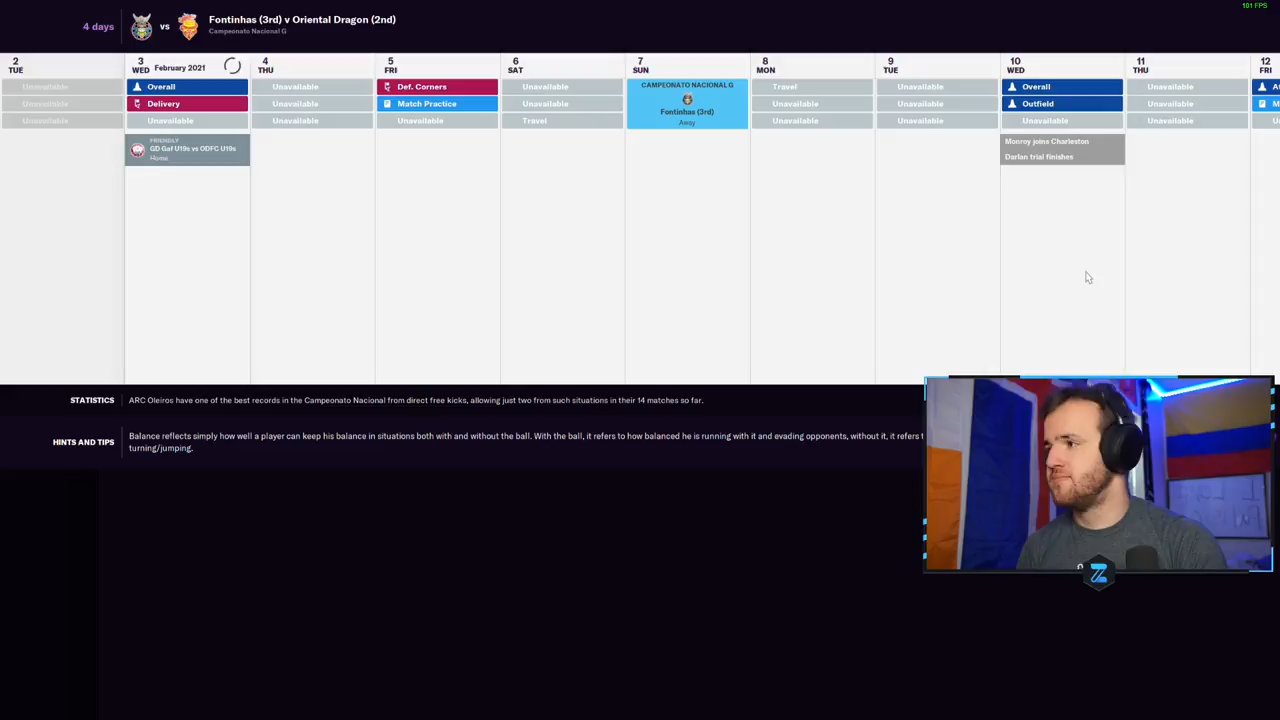 101 FPS
4 days
vs
Fontinhas (3rd) v Oriental Dragon (2nd)
Campeonato Nacional G
2
TUE
Unavailable
Unavailable
Unavailable
3
WED February 2021
Overall
Delivery
Unavailable
FRIENDLY
GD Gaf U19s vs ODFC U19s
Home
4
THU
Unavailable
Unavailable
Unavailable
5
FRI
Def. Corners
Match Practice
Unavailable
6
SAT
Unavailable
Unavailable
Travel
7
SUN
CAMPEONATO NACIONAL G
Fontinhas (3rd)
Away
8
MON
Travel
Unavailable
Unavailable
9
TUE
Unavailable
Unavailable
Unavailable
10
WED
Overall
Outfield
Unavailable
Monroy joins Charleston
Darlan trial finishes
11
THU
Unavailable
Unavailable
Unavailable
12
FRI
STATISTICS
ARC Oleiros have one of the best records in the Campeonato Nacional from direct free kicks, allowing just two from such situations in their 14 matches so far.
HINTS AND TIPS
Balance reflects simply how well a player can keep his balance in situations both with and without the ball. With the ball, it refers to how balanced he is running with it and evading opponents, without it, it refers
turning/jumping.